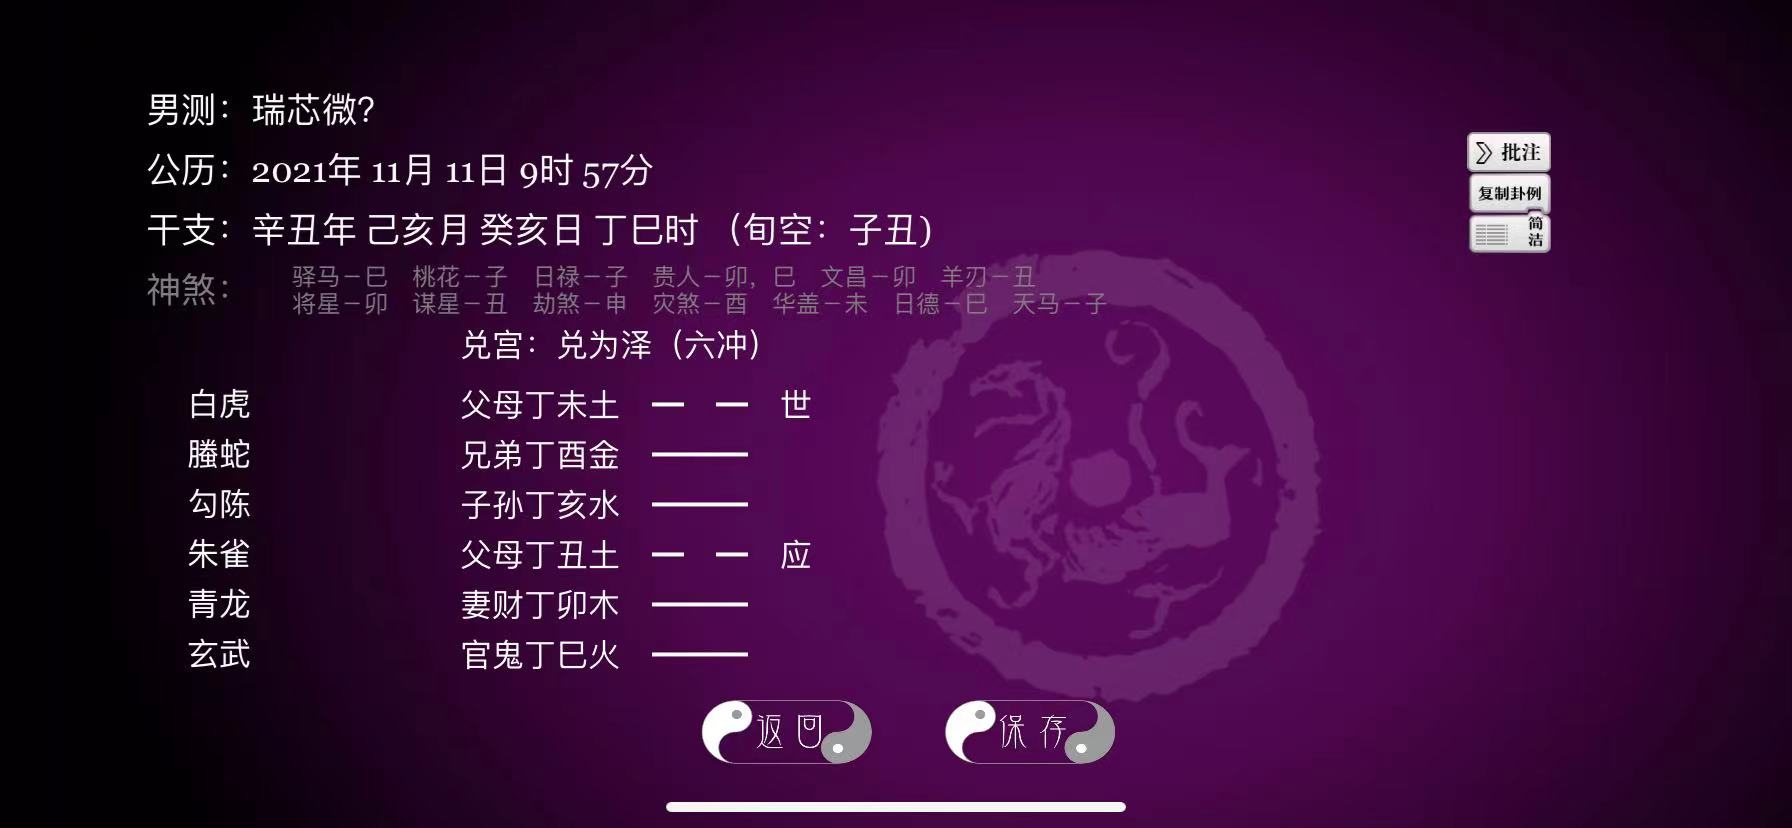 男测：瑞芯微？
公历：2021年 11月 11日 9时 57分
干支：辛丑年 己亥月 癸亥日 丁巳时 （旬空：子丑）
神煞：
驿马－巳 桃花－子 日禄－子 贵人－卯，巳 文昌－卯 羊刃－丑
将星－卯 谋星－丑 劫煞－申 灾煞－酉 华盖－未 日德－巳 天马－子
兑宫：兑为泽（六冲）
白虎 父母丁未土 世
螣蛇 兄弟丁酉金
勾陈 子孙丁亥水
朱雀 父母丁丑土 应
青龙 妻财丁卯木
玄武 官鬼丁巳火
批注
复制卦例
简洁
返回 保存